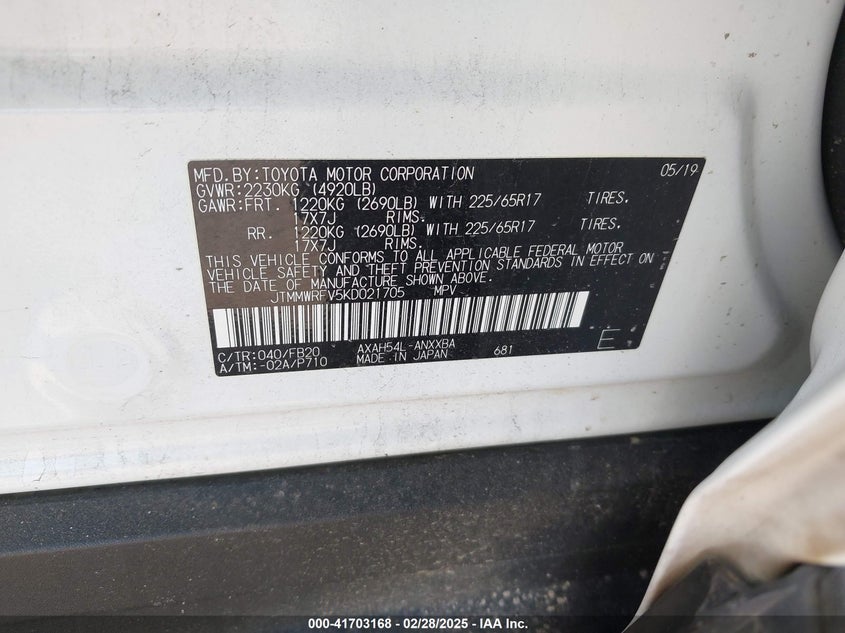 MFD.BY:TOYOTA MOTOR CORPORATION 05/19
GVWR:2230KG (4920LB)
GAWR:FRT. 1220KG (2690LB) WITH 225/65R17 TIRES.
17X7J RIMS.
RR. 1220KG (2690LB) WITH 225/65R17 TIRES.
17X7J RIMS.
THIS VEHICLE CONFORMS TO ALL APPLICABLE FEDERAL MOTOR
VEHICLE SAFETY AND THEFT PREVENTION STANDARDS IN EFFECT ON
THE DATE OF MANUFACTURE SHOWN ABOVE.
JTMMWRFV5KD021705 MPV
C/TR:040/FB20 AXAH54L-ANXXBA 681 E
A/TM:-02A/P710 MADE IN JAPAN
000-41703168 - 02/28/2025 - IAA Inc.